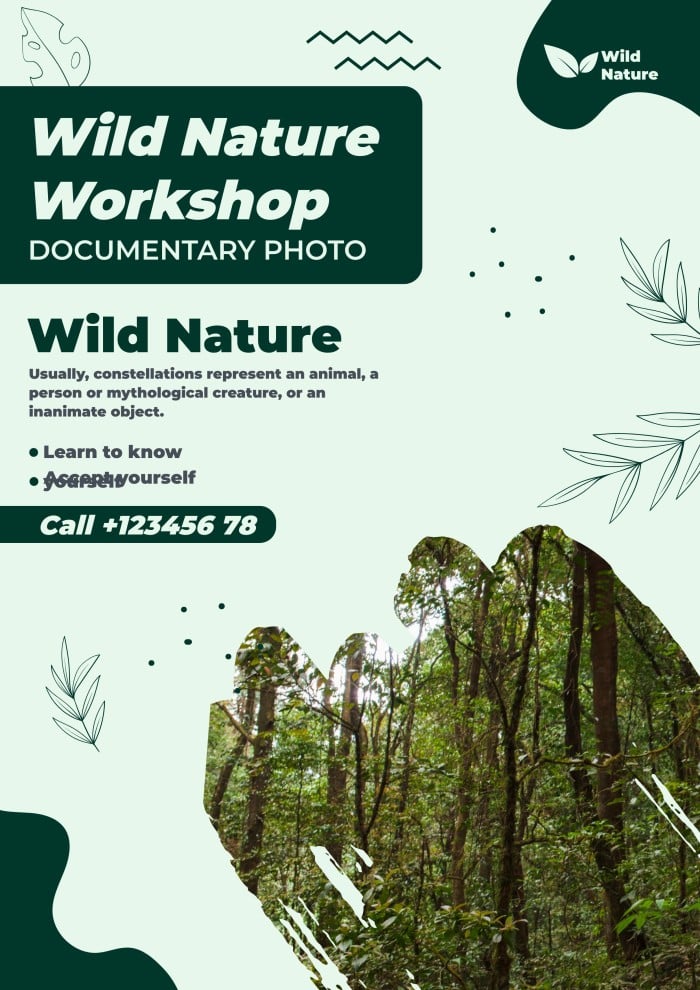 Wild
Nature
Wild Nature
Workshop
DOCUMENTARY PHOTO
Wild Nature
Usually, constellations represent an animal, a
person or mythological creature, or an
inanimate object.
Learn to know
yourself
Accept yourself
Call +123456 78